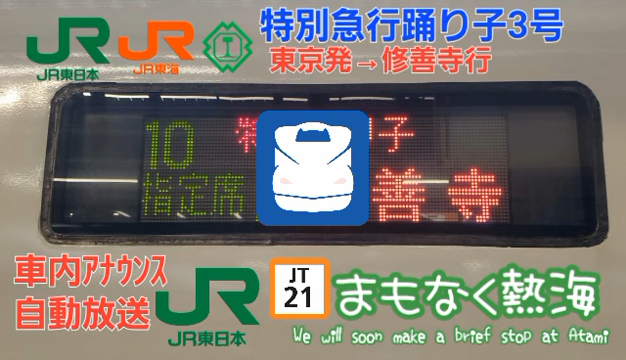 JR
JR東日本
JR
JR東海
特別急行踊り子3号
東京発→修善寺行
10
指定席
特
子
善寺
車内ｱﾅｳﾝｽ
自動放送
JR
JR東日本
JT
21
まもなく熱海
We will soon make a brief stop at Atami